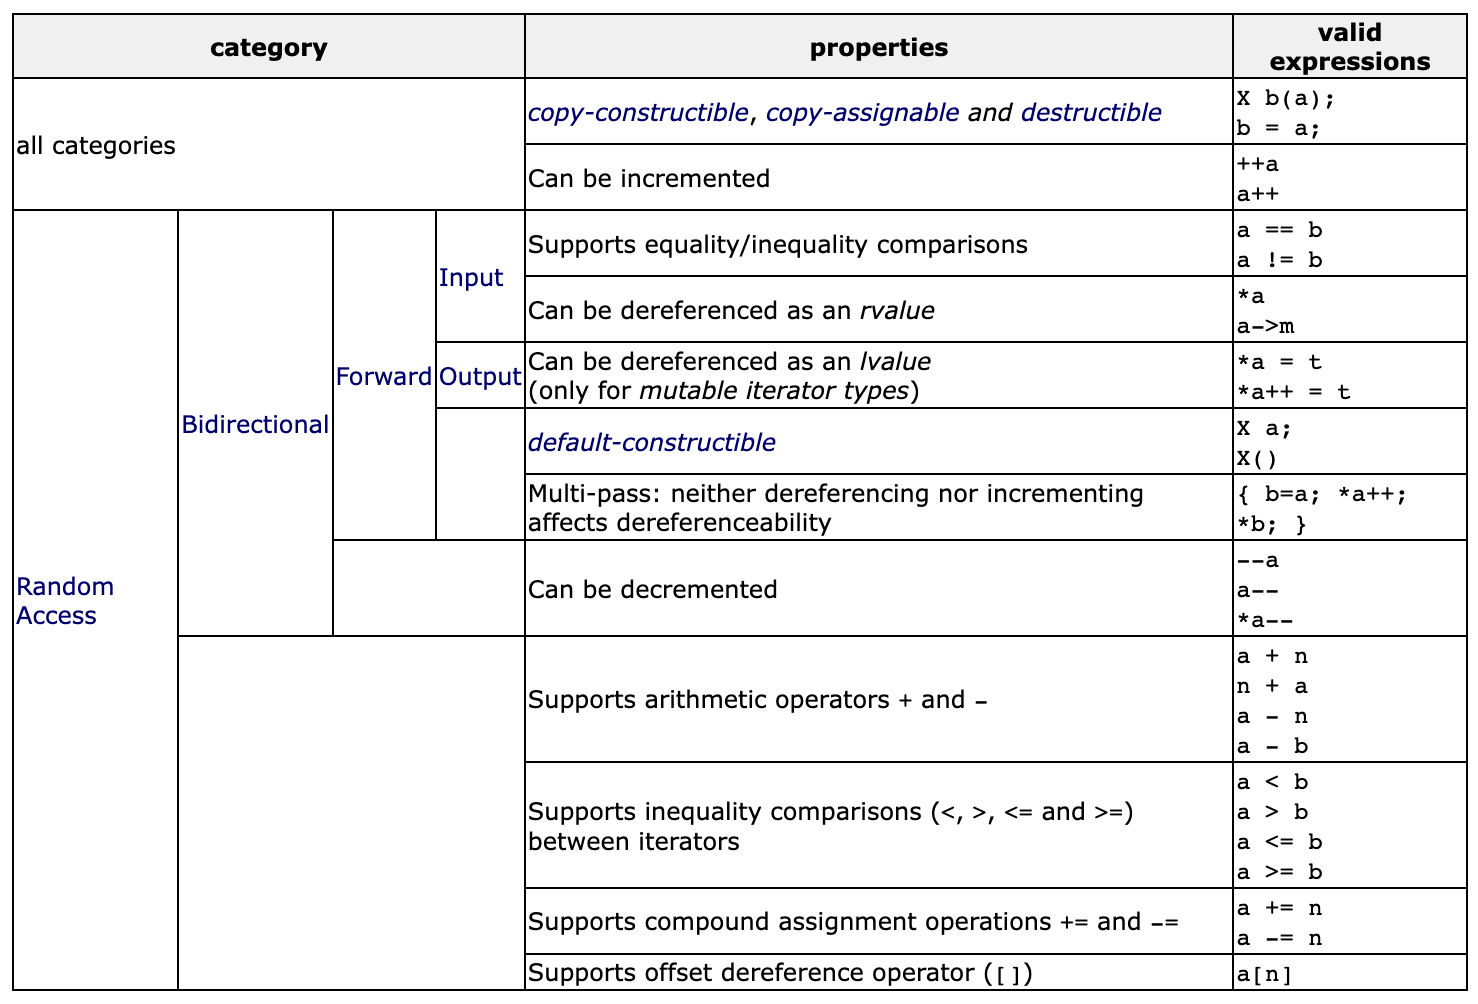 category
properties
valid
expressions
all categories
copy-constructible, copy-assignable and destructible
X b(a);
b = a;
Can be incremented
++a
a++
Random
Access
Bidirectional
Forward
Input
Supports equality/inequality comparisons
a == b
a != b
Can be dereferenced as an rvalue
*a
a->m
Output
Can be dereferenced as an lvalue
(only for mutable iterator types)
*a = t
*a++ = t
default-constructible
X a;
X()
Multi-pass: neither dereferencing nor incrementing
affects dereferenceability
{ b=a; *a++;
*b; }
Can be decremented
--a
a--
*a--
Supports arithmetic operators + and -
a + n
n + a
a - n
a - b
Supports inequality comparisons (<, >, <= and >=)
between iterators
a < b
a > b
a <= b
a >= b
Supports compound assignment operations += and -=
a += n
a -= n
Supports offset dereference operator ([])
a[n]